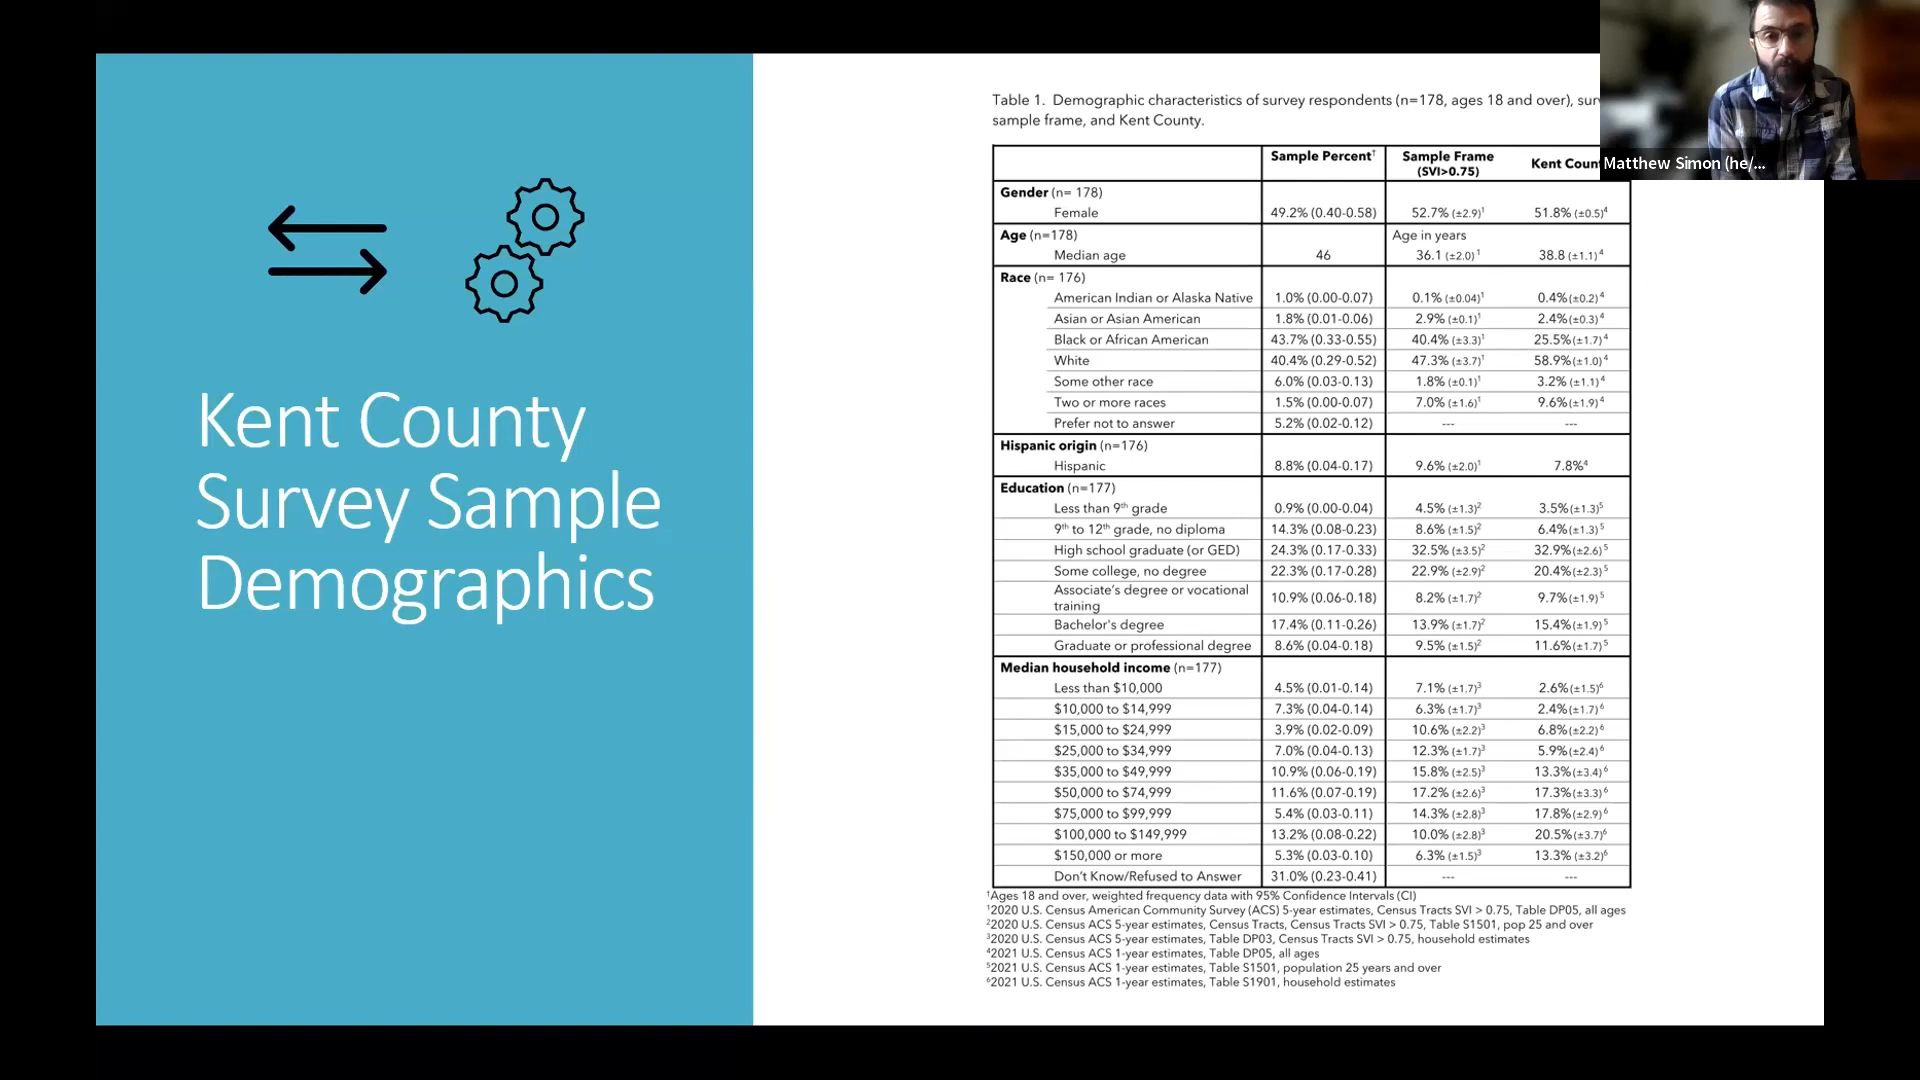 Kent County
Survey Sample
Demographics
Table 1. Demographic characteristics of survey respondents (n=178, ages 18 and over),
sample frame, and Kent County.
Sample Percent† Sample Frame (SVI>0.75) Kent
Gender (n= 178)
Female 49.2% (0.40-0.58) 52.7% (±2.9)¹ 51.8% (±0.5)⁴
Age (n=178) Age in years
Median age 46 36.1 (±2.0) ¹ 38.8 (±1.1) ⁴
Race (n= 176)
American Indian or Alaska Native 1.0% (0.00-0.07) 0.1% (±0.04)¹ 0.4% (±0.2) ⁴
Asian or Asian American 1.8% (0.01-0.06) 2.9% (±0.1)¹ 2.4% (±0.3) ⁴
Black or African American 43.7% (0.33-0.55) 40.4% (±3.3)¹ 25.5% (±1.7) ⁴
White 40.4% (0.29-0.52) 47.3% (±3.7)¹ 58.9% (±1.0) ⁴
Some other race 6.0% (0.03-0.13) 1.8% (±0.1)¹ 3.2% (±1.1) ⁴
Two or more races 1.5% (0.00-0.07) 7.0% (±1.6)¹ 9.6% (±1.9) ⁴
Prefer not to answer 5.2% (0.02-0.12) --- ---
Hispanic origin (n=176)
Hispanic 8.8% (0.04-0.17) 9.6% (±2.0)¹ 7.8%⁴
Education (n=177)
Less than 9th grade 0.9% (0.00-0.04) 4.5% (±1.3)² 3.5% (±1.3)⁵
9th to 12th grade, no diploma 14.3% (0.08-0.23) 8.6% (±1.5)² 6.4% (±1.3) ⁵
High school graduate (or GED) 24.3% (0.17-0.33) 32.5% (±3.5)² 32.9% (±2.6) ⁵
Some college, no degree 22.3% (0.17-0.28) 22.9% (±2.9)² 20.4% (±2.3) ⁵
Associate's degree or vocational training 10.9% (0.06-0.18) 8.2% (±1.7)² 9.7% (±1.9) ⁵
Bachelor's degree 17.4% (0.11-0.26) 13.9% (±1.7)² 15.4% (±1.9) ⁵
Graduate or professional degree 8.6% (0.04-0.18) 9.5% (±1.5)² 11.6% (±1.7) ⁵
Median household income (n=177)
Less than $10,000 4.5% (0.01-0.14) 7.1% (±1.7)³ 2.6% (±1.5)⁶
$10,000 to $14,999 7.3% (0.04-0.14) 6.3% (±1.7)³ 2.4% (±1.7) ⁶
$15,000 to $24,999 3.9% (0.02-0.09) 10.6% (±2.2)³ 6.8% (±2.2) ⁶
$25,000 to $34,999 7.0% (0.04-0.13) 12.3% (±1.7)³ 5.9% (±2.4) ⁶
$35,000 to $49,999 10.9% (0.06-0.19) 15.8% (±2.5)³ 13.3% (±3.4) ⁶
$50,000 to $74,999 11.6% (0.07-0.19) 17.2% (±2.6)³ 17.3% (±3.3) ⁶
$75,000 to $99,999 5.4% (0.03-0.11) 14.3% (±2.8)³ 17.8% (±2.9) ⁶
$100,000 to $149,999 13.2% (0.08-0.22) 10.0% (±2.8)³ 20.5% (±3.7)⁶
$150,000 or more 5.3% (0.03-0.10) 6.3% (±1.5)³ 13.3% (±3.2)⁶
Don't Know/Refused to Answer 31.0% (0.23-0.41) --- ---
†Ages 18 and over, weighted frequency data with 95% Confidence Intervals (CI)
¹2020 U.S. Census American Community Survey (ACS) 5-year estimates, Census Tracts SVI > 0.75, Table DP05, all ages
²2020 U.S. Census ACS 5-year estimates, Census Tracts, Census Tracts SVI > 0.75, Table S1501, pop 25 and over
³2020 U.S. Census ACS 5-year estimates, Table DP03, Census Tracts SVI > 0.75, household estimates
⁴2021 U.S. Census ACS 1-year estimates, Table DP05, all ages
⁵2021 U.S. Census ACS 1-year estimates, Table S1501, population 25 years and over
⁶2021 U.S. Census ACS 1-year estimates, Table S1901, household estimates
Matthew Simon (he/...